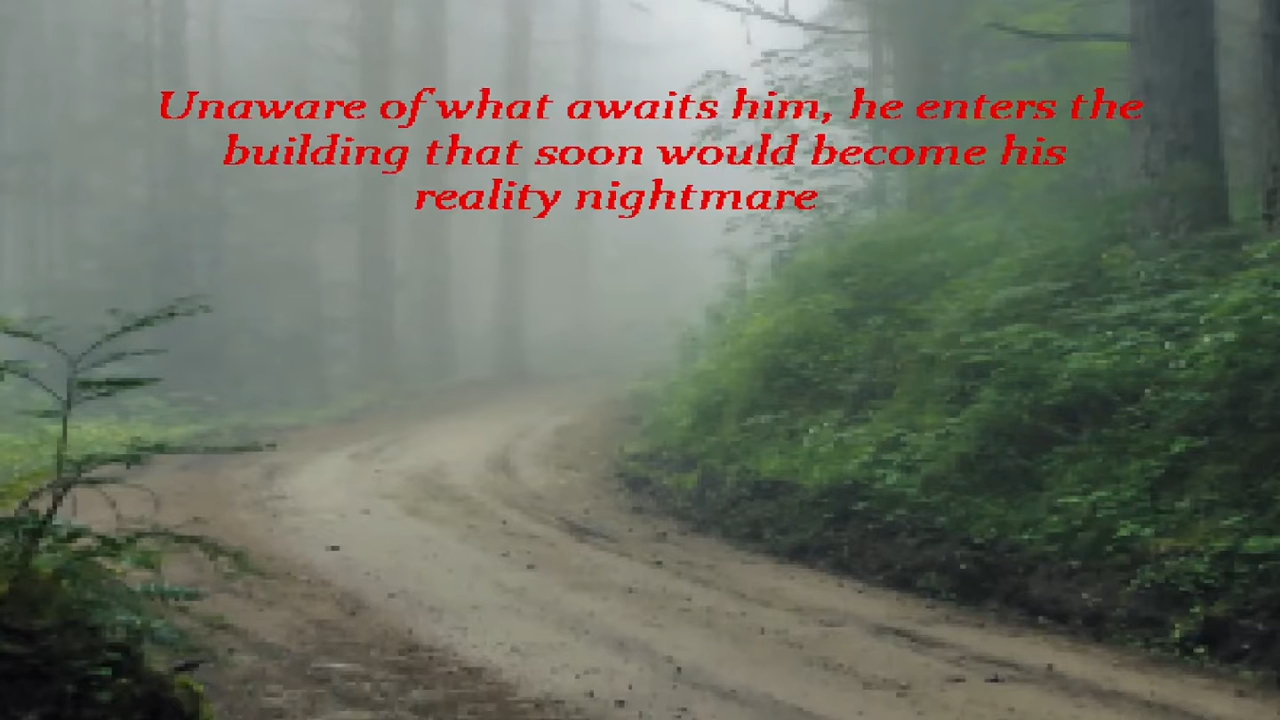 Unaware of what awaits him, he enters the
building that soon would become his
reality nightmare